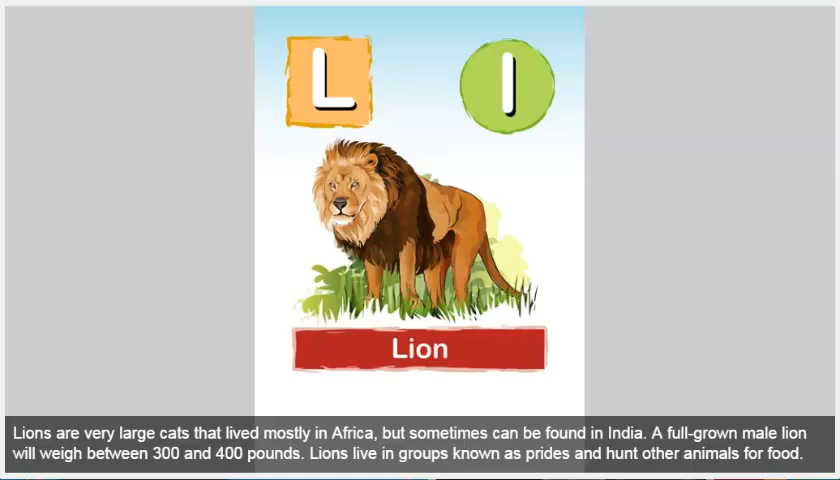 L l
Lion
Lions are very large cats that lived mostly in Africa, but sometimes can be found in India. A full-grown male lion
will weigh between 300 and 400 pounds. Lions live in groups known as prides and hunt other animals for food.